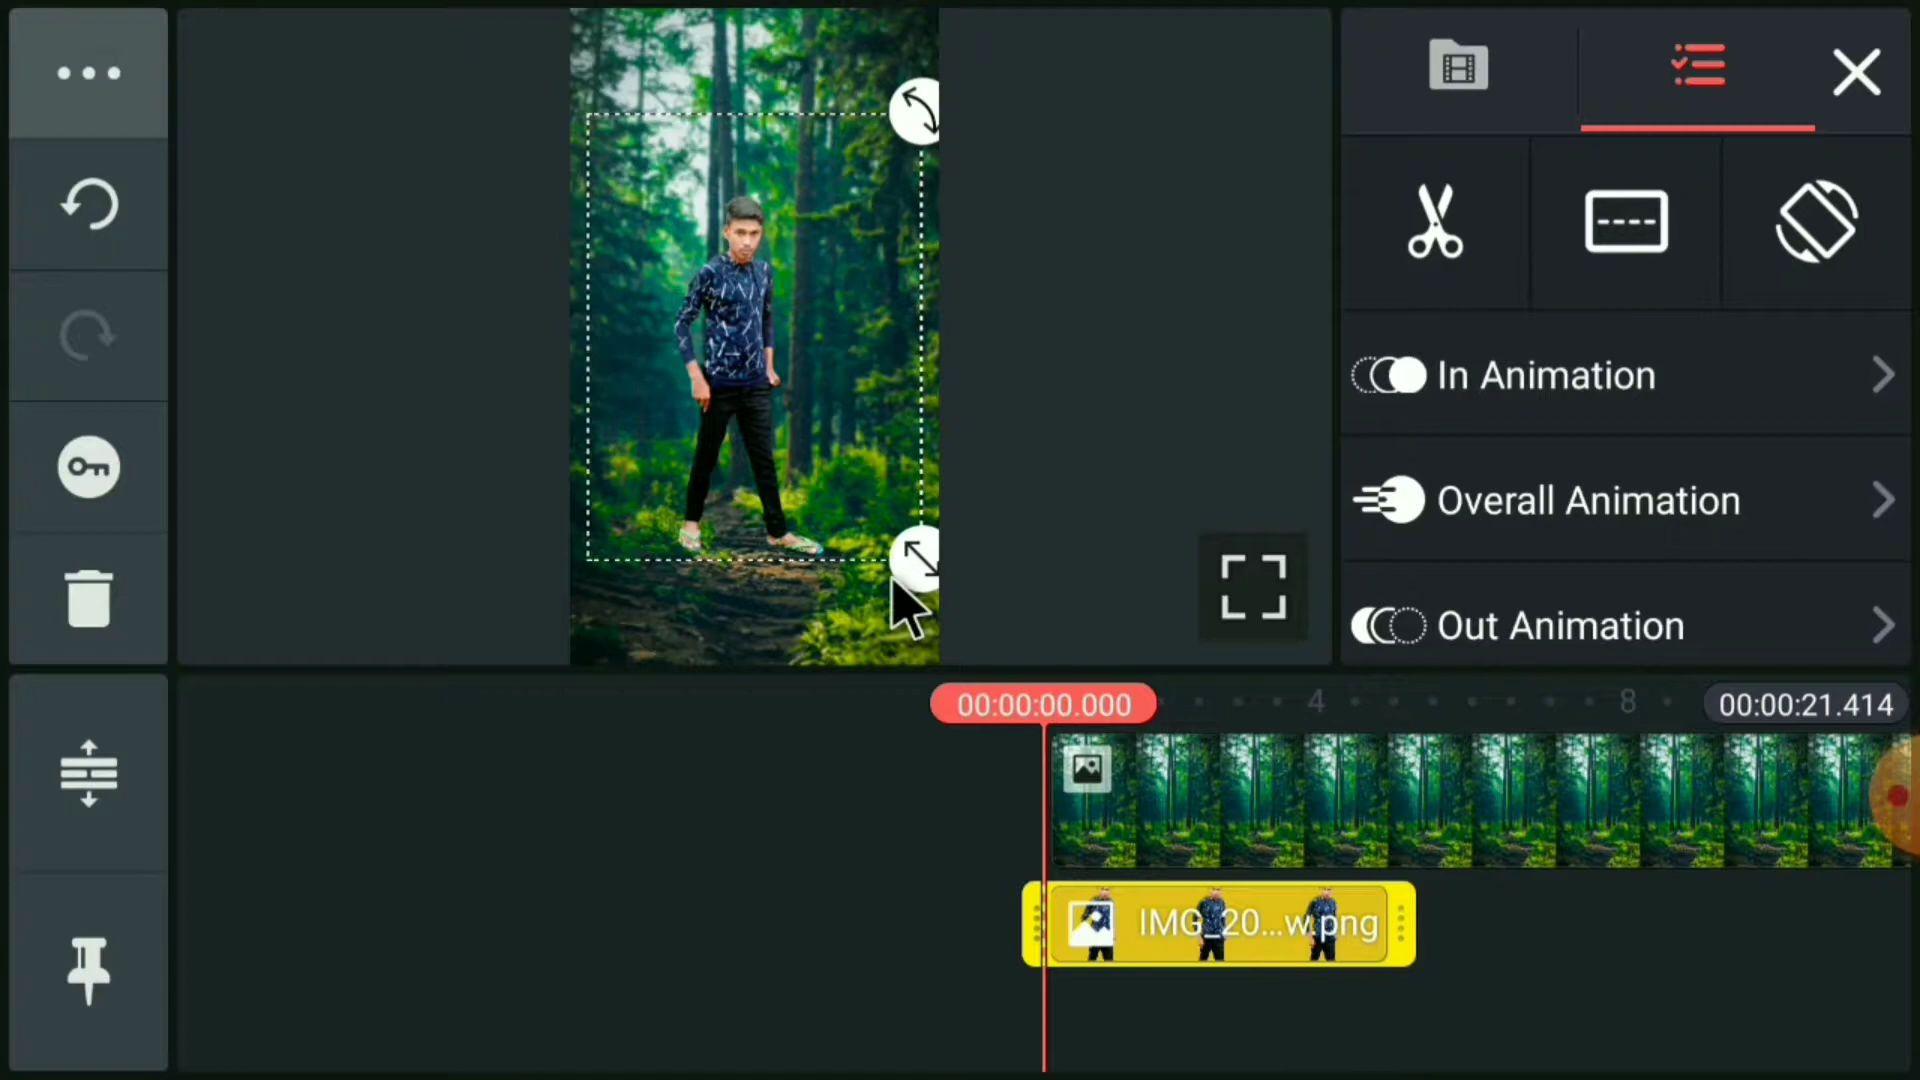 In Animation
Overall Animation
Out Animation
00:00:00.000
4
8
00:00:21.414
IMG_20...w.png